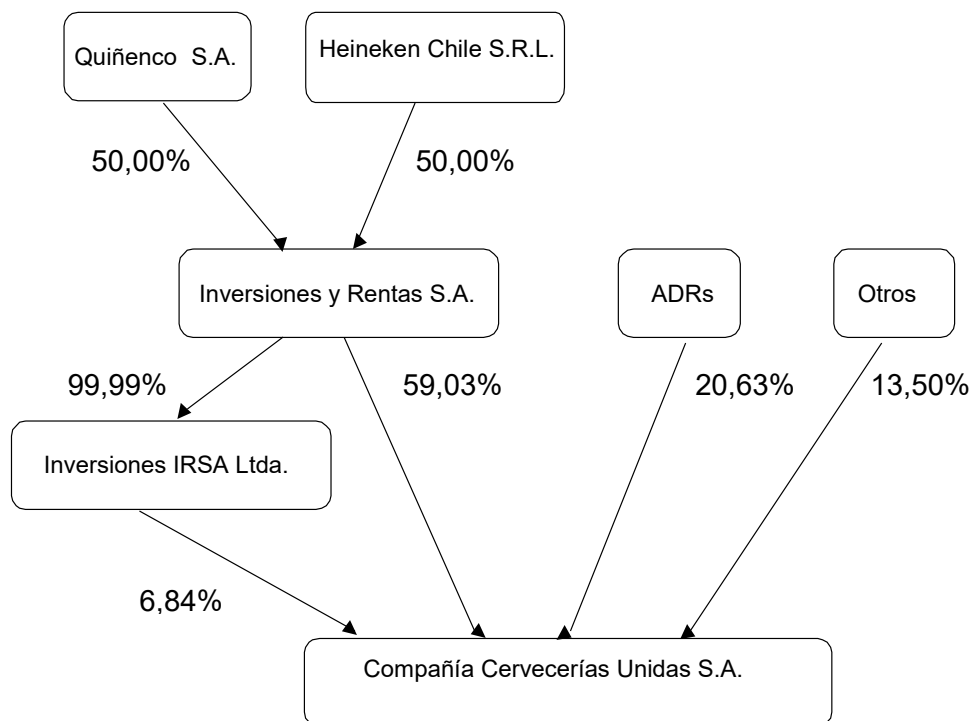 Quiñenco S.A.
Heineken Chile S.R.L.
50,00%
50,00%
Inversiones y Rentas S.A.
ADRs
Otros
99,99%
59,03%
20,63%
13,50%
Inversiones IRSA Ltda.
6,84%
Compañía Cervecerías Unidas S.A.